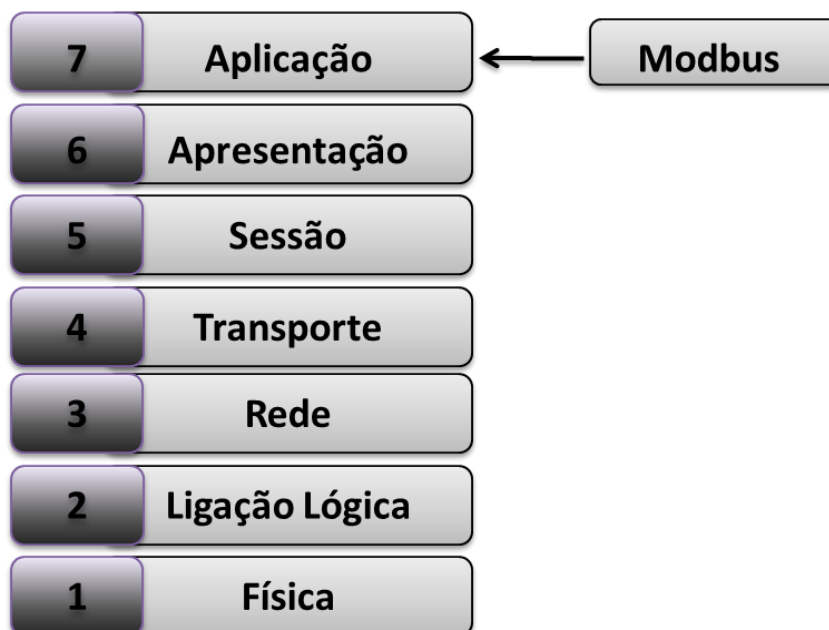 7 Aplicação Modbus
6 Apresentação
5 Sessão
4 Transporte
3 Rede
2 Ligação Lógica
1 Física